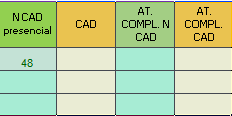 N CAD presencial
CAD
AT. COMPL. N CAD
AT. COMPL. CAD
48